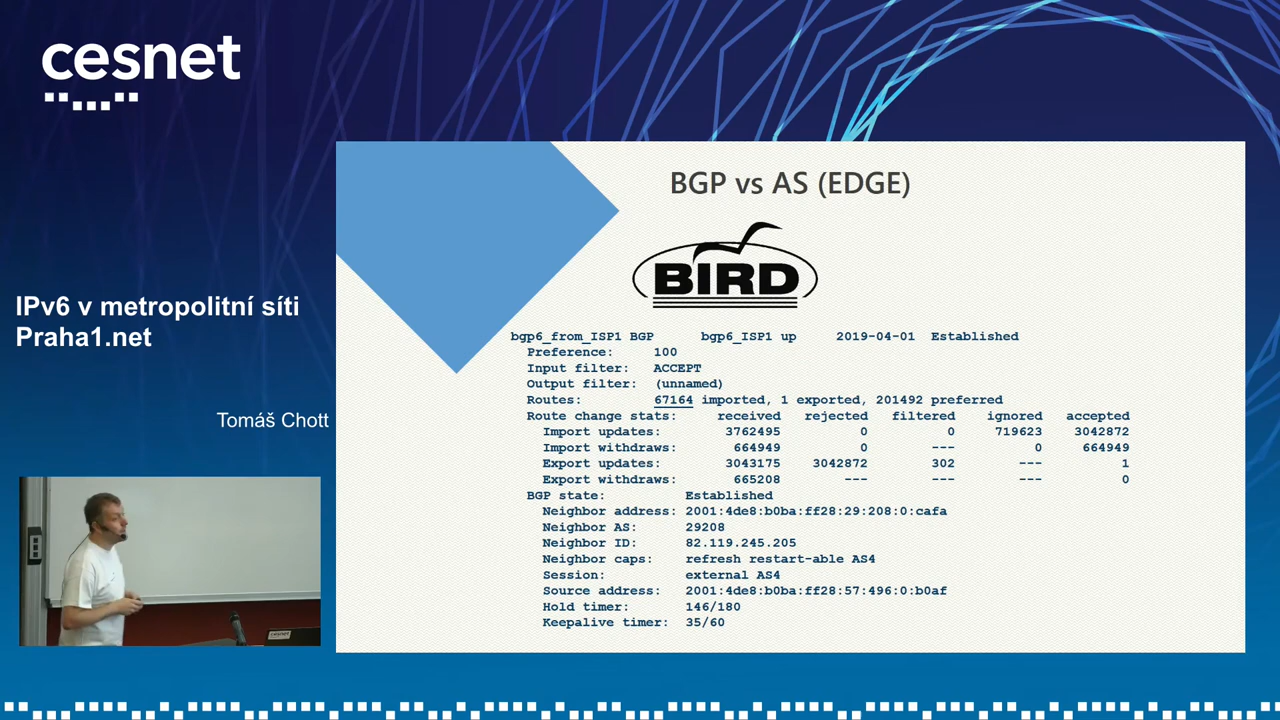 cesnet
IPv6 v metropolitní síti
Praha1.net
Tomáš Chott
BGP vs AS (EDGE)
BIRD
bgp6_from_ISP1 BGP bgp6_ISP1 up 2019-04-01 Established
Preference: 100
Input filter: ACCEPT
Output filter: (unnamed)
Routes: 67164 imported, 1 exported, 201492 preferred
Route change stats: received rejected filtered ignored accepted
Import updates: 3762495 0 0 719623 3042872
Import withdraws: 664949 0 --- 0 664949
Export updates: 3043175 3042872 302 --- 1
Export withdraws: 665208 --- --- --- 0
BGP state: Established
Neighbor address: 2001:4de8:b0ba:ff28:29:208:0:cafa
Neighbor AS: 29208
Neighbor ID: 82.119.245.205
Neighbor caps: refresh restart-able AS4
Session: external AS4
Source address: 2001:4de8:b0ba:ff28:57:496:0:b0af
Hold timer: 146/180
Keepalive timer: 35/60
cesnet